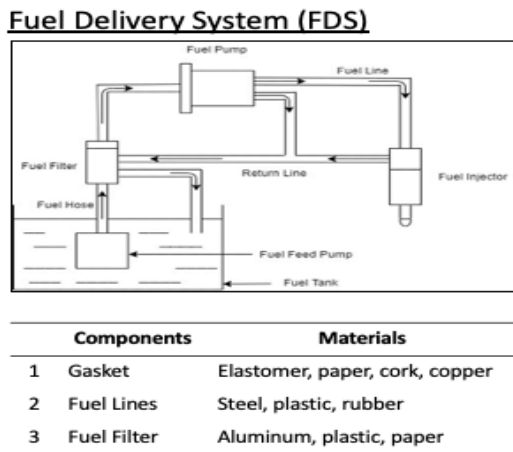 Fuel Delivery System (FDS)
Fuel Pump
Fuel Line
Fuel Filter
Return Line
Fuel Injector
Fuel Hose
Fuel Feed Pump
Fuel Tank
Components Materials
1 Gasket Elastomer, paper, cork, copper
2 Fuel Lines Steel, plastic, rubber
3 Fuel Filter Aluminum, plastic, paper